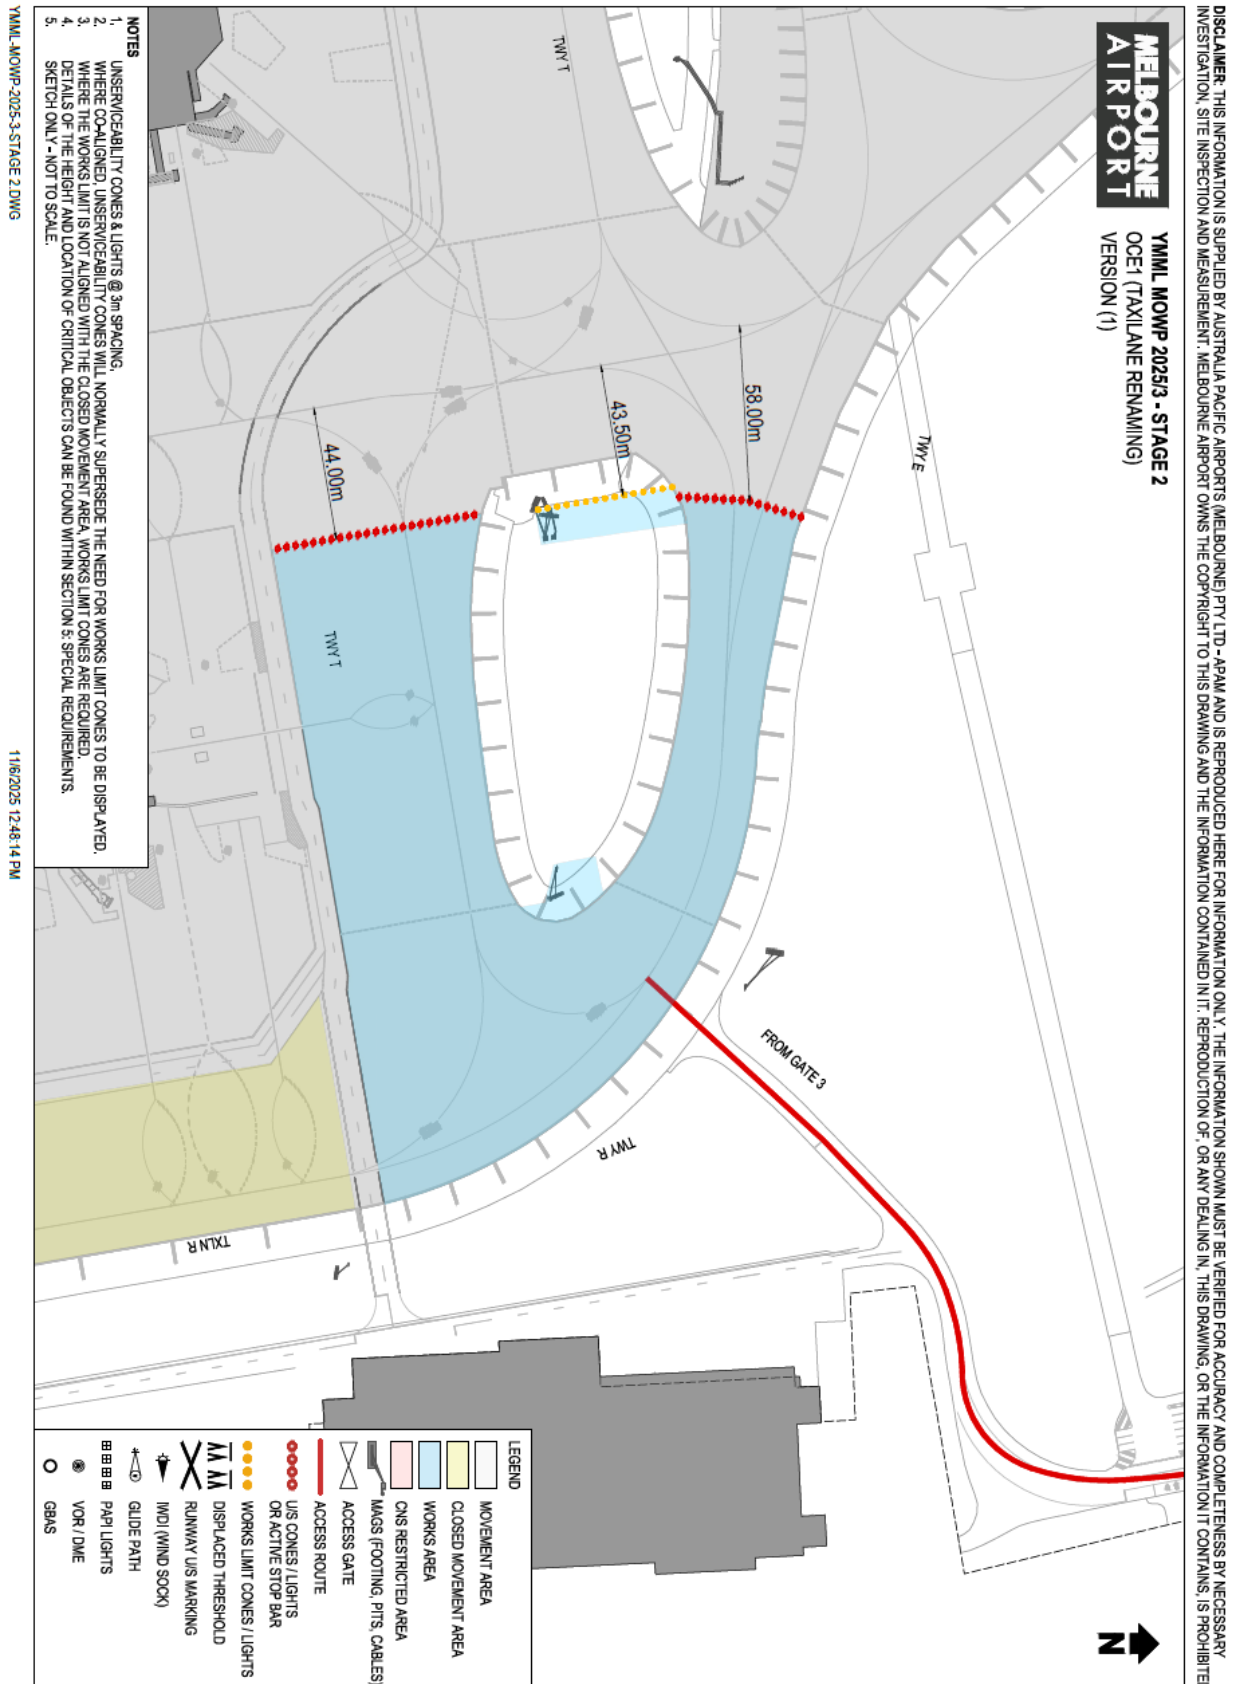 DISCLAIMER: THIS INFORMATION IS SUPPLIED BY AUSTRALIA PACIFIC AIRPORTS (MELBOURNE) PTY LTD - APAM AND IS REPRODUCED HERE FOR INFORMATION ONLY. THE INFORMATION SHOWN MUST BE VERIFIED FOR ACCURACY AND COMPLETENESS BY NECESSARY
INVESTIGATION, SITE INSPECTION AND MEASUREMENT. MELBOURNE AIRPORT OWNS THE COPYRIGHT TO THIS DRAWING AND THE INFORMATION CONTAINED IN IT. REPRODUCTION OF, OR ANY DEALING IN, THIS DRAWING, OR THE INFORMATION IT CONTAINS, IS PROHIBITE
MELBOURNE
AIRPORT
YMML MOWP 2025/3 - STAGE 2
OCE1 (TAXILANE RENAMING)
VERSION (1)
N
TWY E
TWY T
58.00m
43.50m
44.00m
TWY T
FROM GATE 3
TWY R
TXLN R
NOTES
1. UNSERVICEABILITY CONES & LIGHTS @ 3m SPACING.
2. WHERE CO-ALIGNED, UNSERVICEABILITY CONES WILL NORMALLY SUPERSEDE THE NEED FOR WORKS LIMIT CONES TO BE DISPLAYED.
3. WHERE THE WORKS LIMIT IS NOT ALIGNED WITH THE CLOSED MOVEMENT AREA, WORKS LIMIT CONES ARE REQUIRED.
4. DETAILS OF THE HEIGHT AND LOCATION OF CRITICAL OBJECTS CAN BE FOUND WITHIN SECTION 5: SPECIAL REQUIREMENTS.
5. SKETCH ONLY - NOT TO SCALE.
LEGEND
MOVEMENT AREA
CLOSED MOVEMENT AREA
WORKS AREA
CNS RESTRICTED AREA
MAGS (FOOTING, PITS, CABLES)
ACCESS GATE
ACCESS ROUTE
U/S CONES / LIGHTS
OR ACTIVE STOP BAR
WORKS LIMIT CONES / LIGHTS
DISPLACED THRESHOLD
RUNWAY U/S MARKING
IWDI (WIND SOCK)
GLIDE PATH
PAPI LIGHTS
VOR / DME
GBAS
YMML-MOWP-2025-3-STAGE 2.DWG
11/6/2025 12:48:14 PM